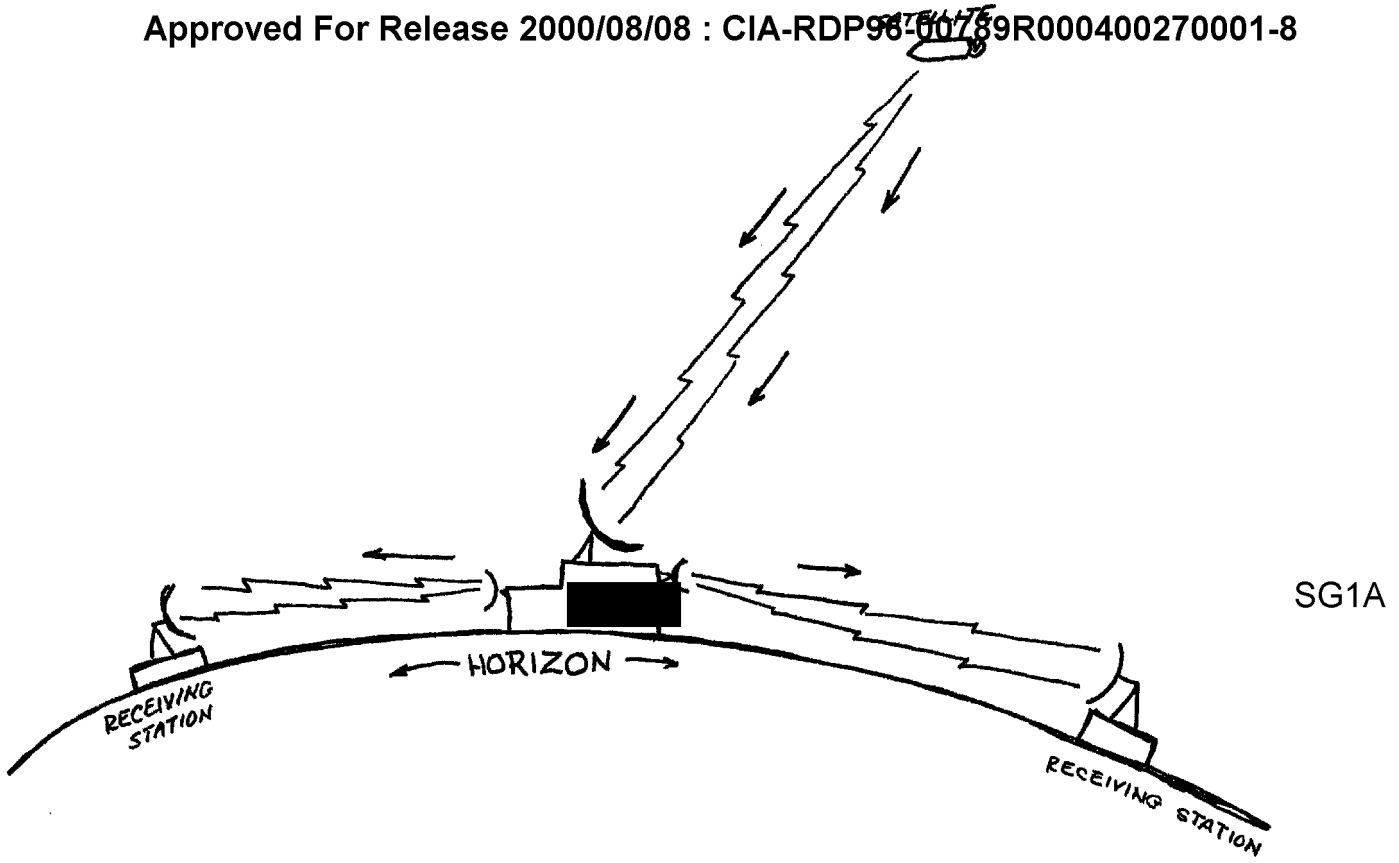 Approved For Release 2000/08/08 : CIA-RDP96-00789R000400270001-8
SATELLITE
SG1A
HORIZON
RECEIVING
STATION
RECEIVING STATION